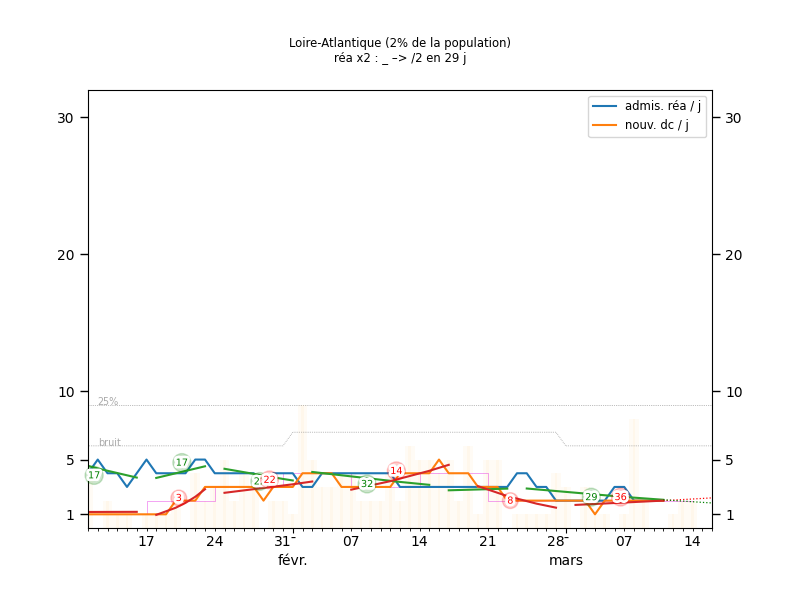 Loire-Atlantique (2% de la population)
réa x2 : _ –> /2 en 29 j
admis. réa / j
nouv. dc / j
30 30
20 20
10 10
25%
bruit
5 5
1 1
17 17 3 22 32 14 8 29 36
17 24 31 07 14 21 28 07 14
févr. mars